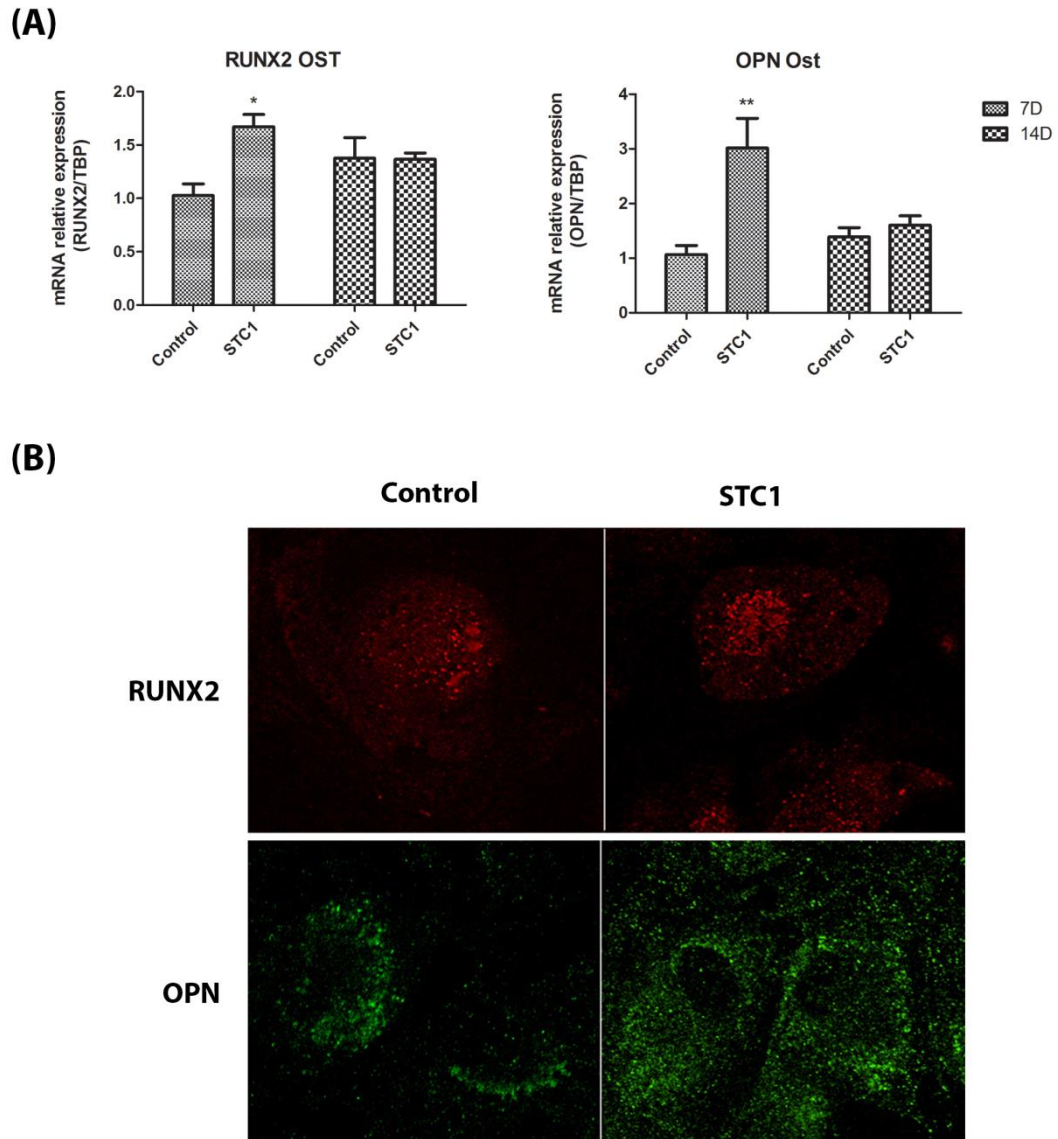 (A)
RUNX2 OST
mRNA relative expression
(RUNX2/TBP)
2.0
1.5
1.0
0.5
0.0
*
Control
STC1
Control
STC1
OPN Ost
mRNA relative expression
(OPN/TBP)
4
3
2
1
0
**
Control
STC1
Control
STC1
7D
14D
(B)
Control
STC1
RUNX2
OPN